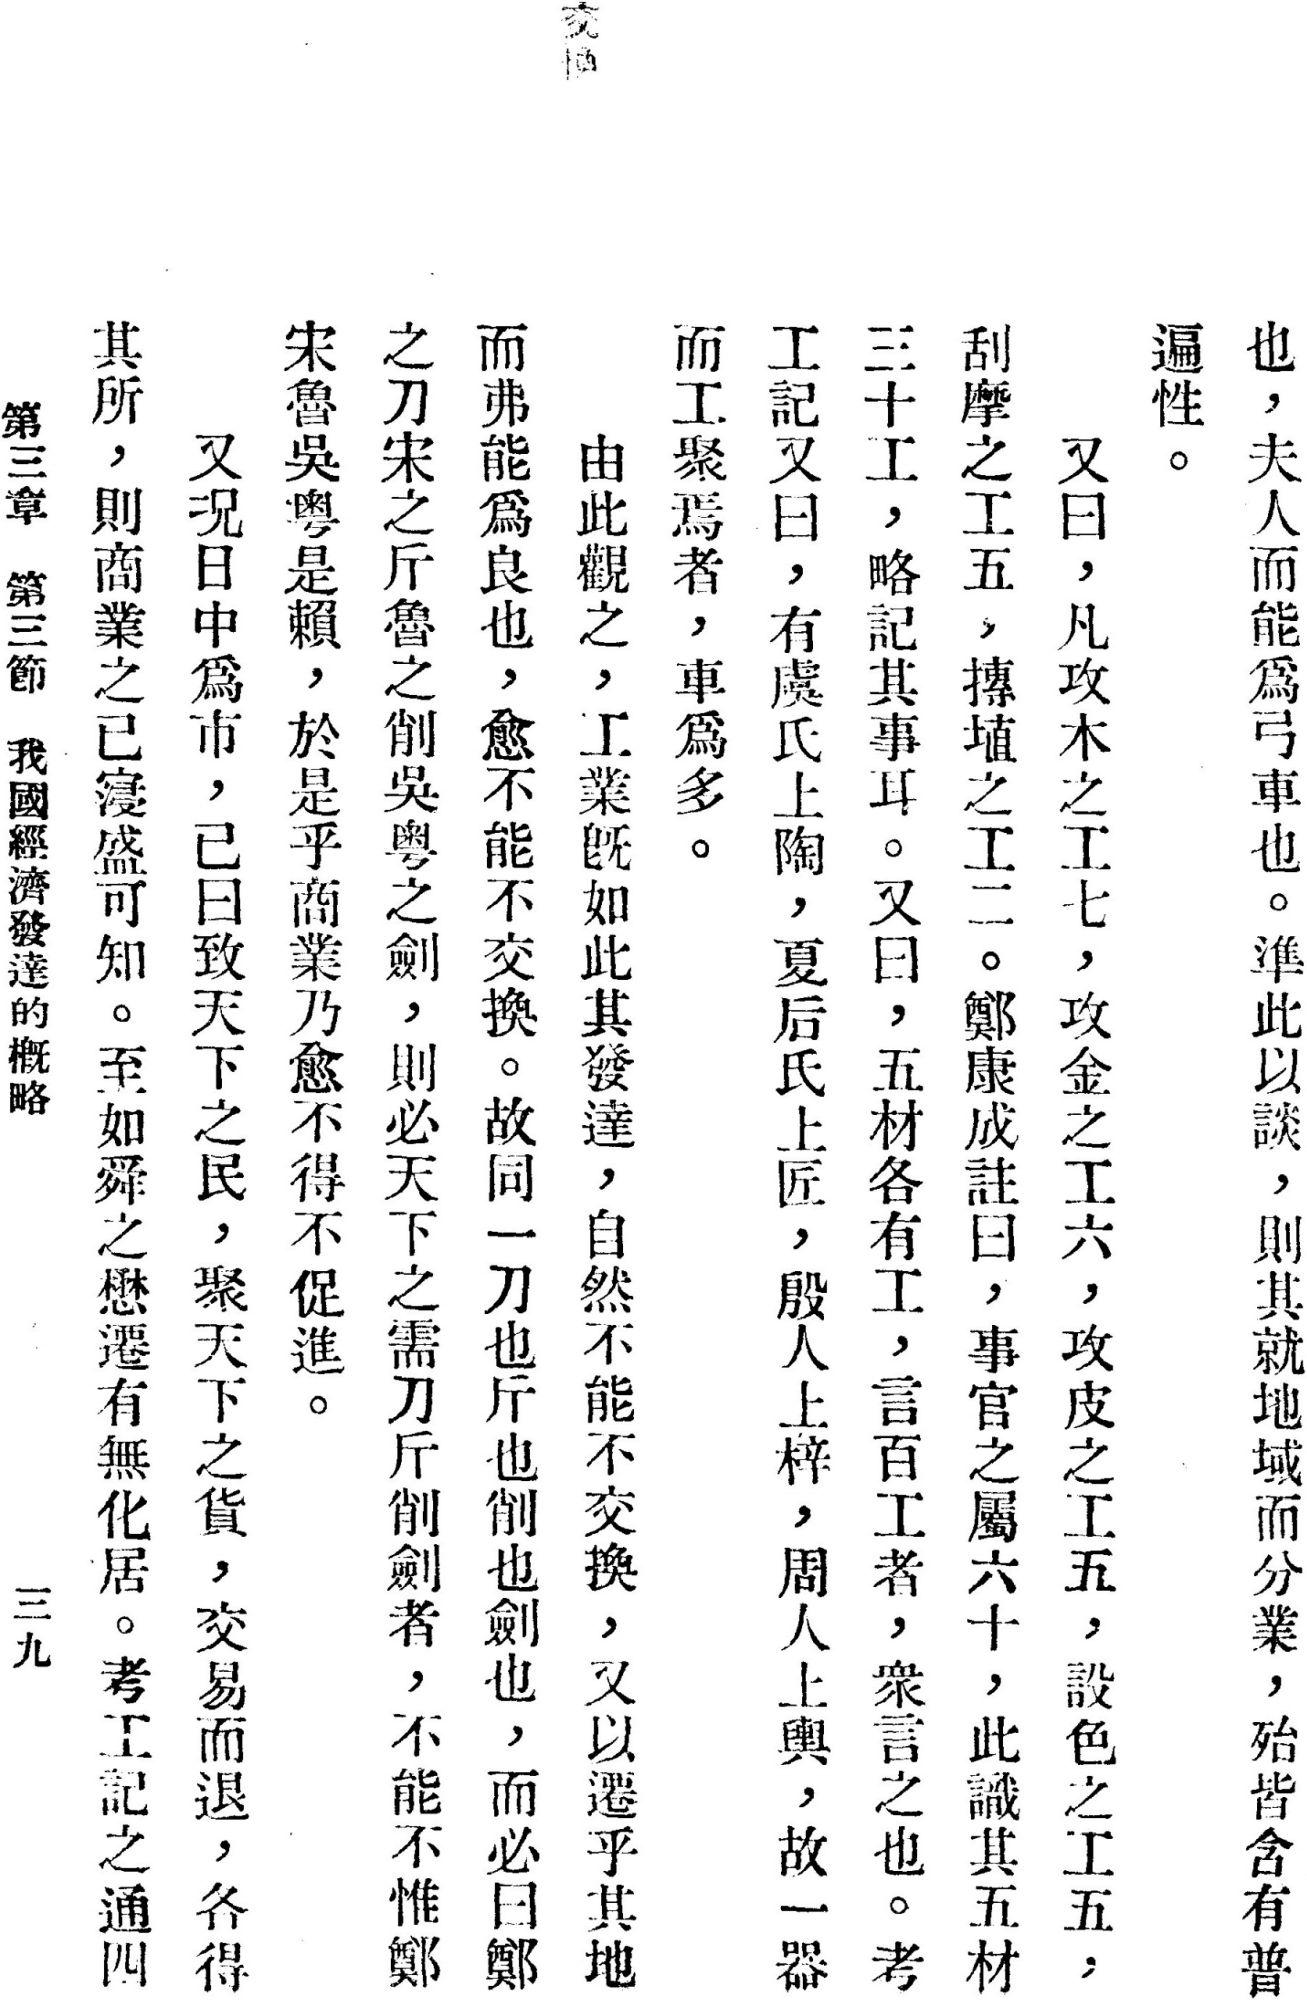 交換
也，夫人而能爲弓車也。準此以談，則其就地域而分業，殆皆含有普
遍性。
又曰，凡攻木之工七，攻金之工六，攻皮之工五，設色之工五，
刮摩之工五，摶埴之工二。鄭康成註曰，事官之屬六十，此識其五材
三十工，略記其事耳。又曰，五材各有工，言百工者，衆言之也。考
工記又曰，有虞氏上陶，夏后氏上匠，殷人上梓，周人上輿，故一器
而工聚焉者，車爲多。
由此觀之，工業旣如此其發達，自然不能不交換，又以遷乎其地
而弗能爲良也，愈不能不交換。故同一刀也斤也削也劍也，而必曰鄭
之刀宋之斤魯之削吳粤之劍，則必天下之需刀斤削劍者，不能不惟鄭
宋魯吳粤是賴，於是乎商業乃愈不得不促進。
又况日中爲市，已曰致天下之民，聚天下之貨，交易而退，各得
其所，則商業之已寖盛可知。至如舜之懋遷有無化居。考工記之通四
第三章　第三節　我國經濟發達的概略　三九